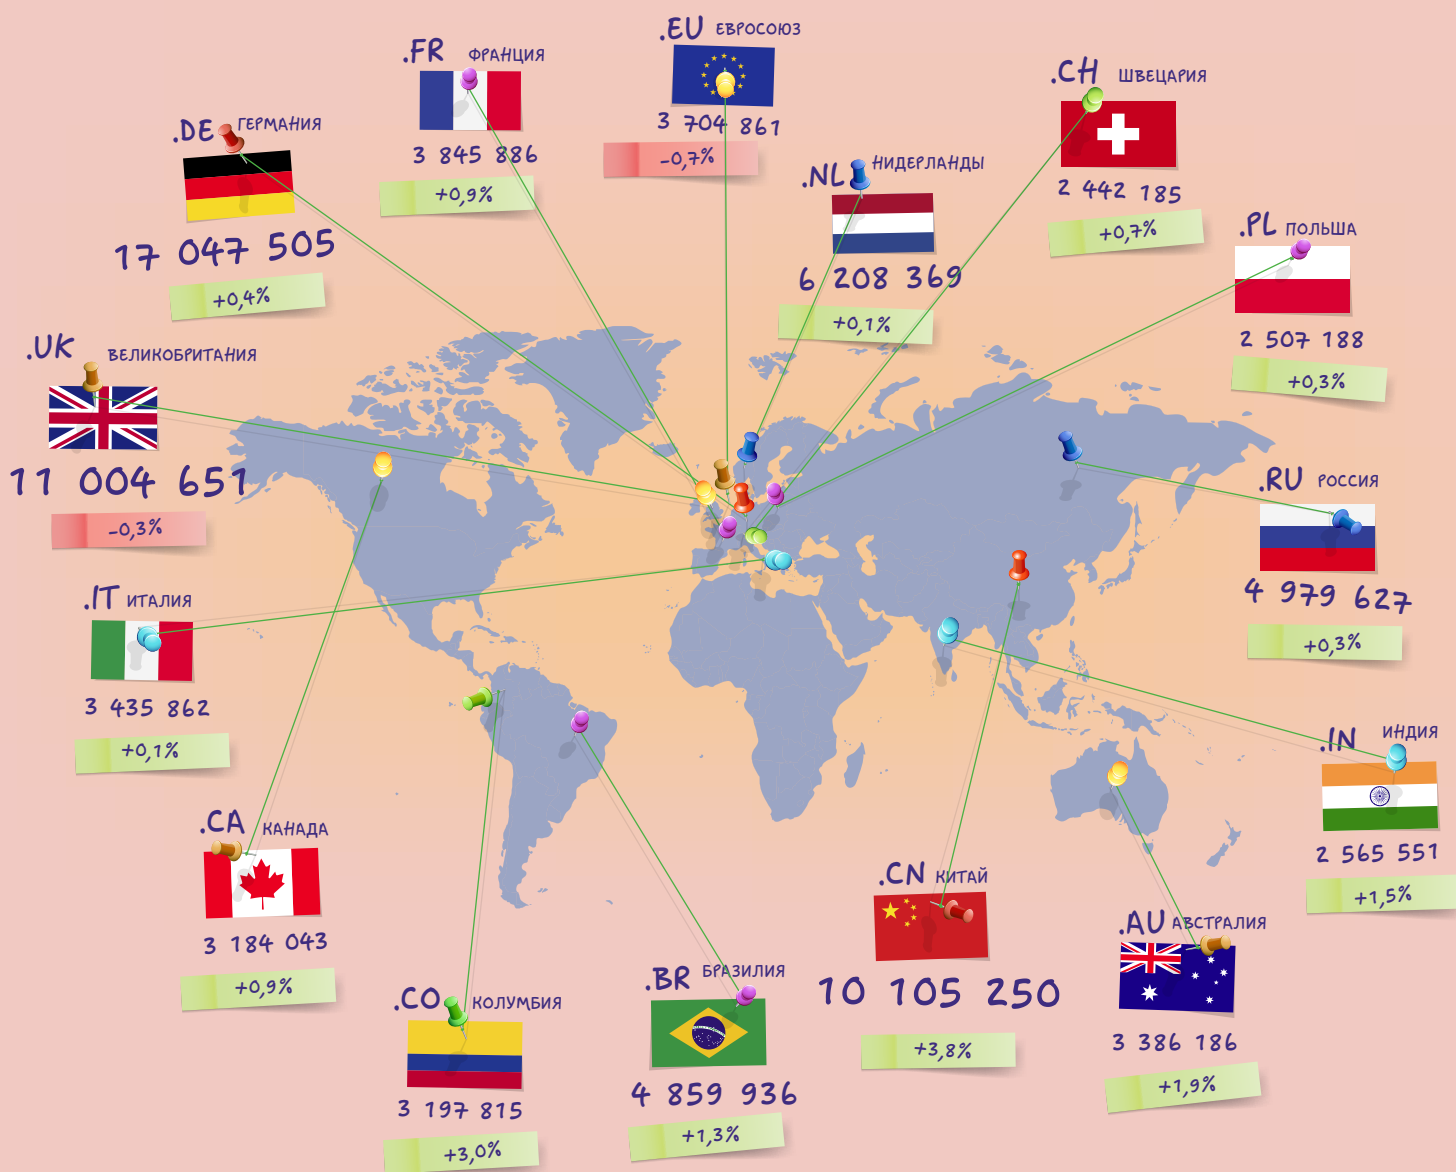 .EU ЕВРОСОЮЗ
3 704 861
-0,7%
.FR ФРАНЦИЯ
3 845 886
+0,9%
.CH ШВЕЦАРИЯ
2 442 185
+0,7%
.DE ГЕРМАНИЯ
17 047 505
+0,4%
.NL НИДЕРЛАНДЫ
6 208 369
+0,1%
.PL ПОЛЬША
2 507 188
+0,3%
.UK ВЕЛИКОБРИТАНИЯ
11 004 651
-0,3%
.RU РОССИЯ
4 979 627
+0,3%
.IT ИТАЛИЯ
3 435 862
+0,1%
.IN ИНДИЯ
2 565 551
+1,5%
.CA КАНАДА
3 184 043
+0,9%
.CN КИТАЙ
10 105 250
+3,8%
.AU АВСТРАЛИЯ
3 386 186
+1,9%
.CO КОЛУМБИЯ
3 197 815
+3,0%
.BR БРАЗИЛИЯ
4 859 936
+1,3%